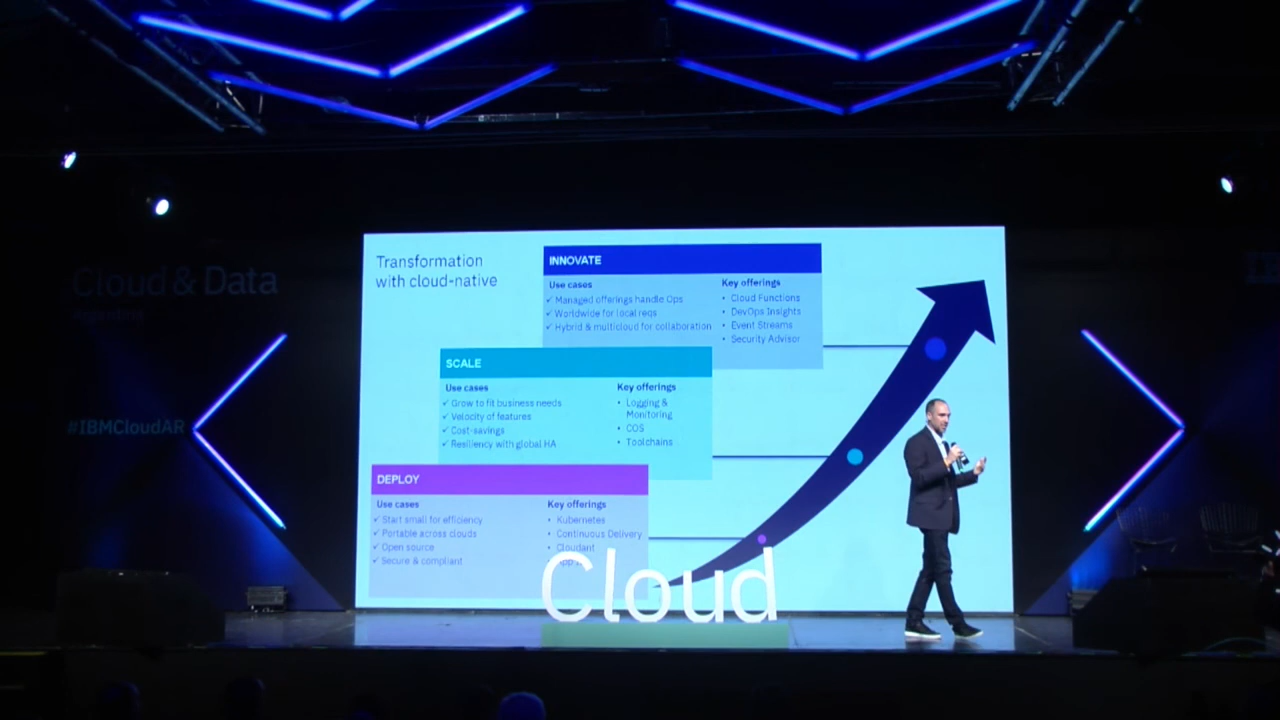 Cloud & Data
Argentina
#IBMCloudAR
Transformation
with cloud-native
INNOVATE
Use cases
✓ Managed offerings handle Ops
✓ Worldwide for local reqs
✓ Hybrid & multicloud for collaboration
Key offerings
• Cloud Functions
• DevOps Insights
• Event Streams
• Security Advisor
SCALE
Use cases
✓ Grow to fit business needs
✓ Velocity of features
✓ Cost-savings
✓ Resiliency with global HA
Key offerings
• Logging &
Monitoring
• COS
• Toolchains
DEPLOY
Use cases
✓ Start small for efficiency
✓ Portable across clouds
✓ Open source
✓ Secure & compliant
Key offerings
• Kubernetes
• Continuous Delivery
• Cloudant
Cloud